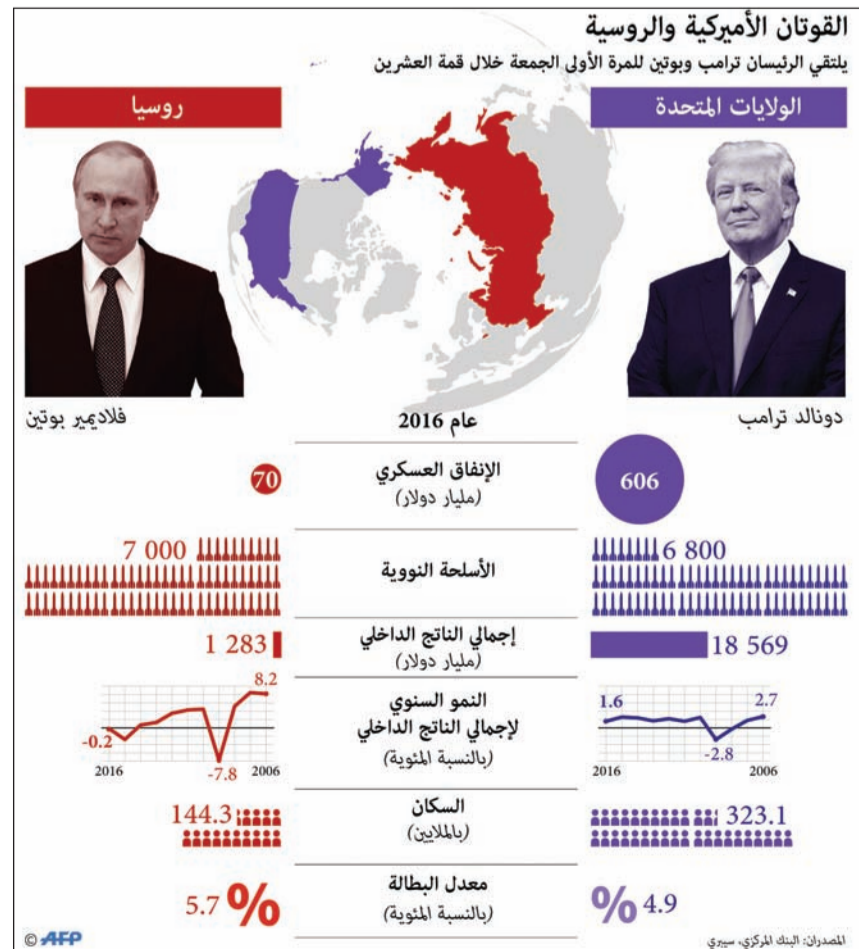 القوتان الأميركية والروسية
يلتقي الرئيسان ترامب وبوتين للمرة الأولى الجمعة خلال قمة العشرين
الولايات المتحدة
روسيا
دونالد ترامب
فلاديمير بوتين
عام 2016
606
الإنفاق العسكري
(مليار دولار)
70
6 800
الأسلحة النووية
7 000
18 569
إجمالي الناتج الداخلي
(مليار دولار)
1 283
2.7
1.6
-2.8
2006
2016
النمو السنوي
لإجمالي الناتج الداخلي
(بالنسبة المئوية)
8.2
-0.2
-7.8
2006
2016
323.1
السكان
(بالملايين)
144.3
% 4.9
معدل البطالة
(بالنسبة المئوية)
5.7 %
المصدران: البنك المركزي، سيبري
© AFP